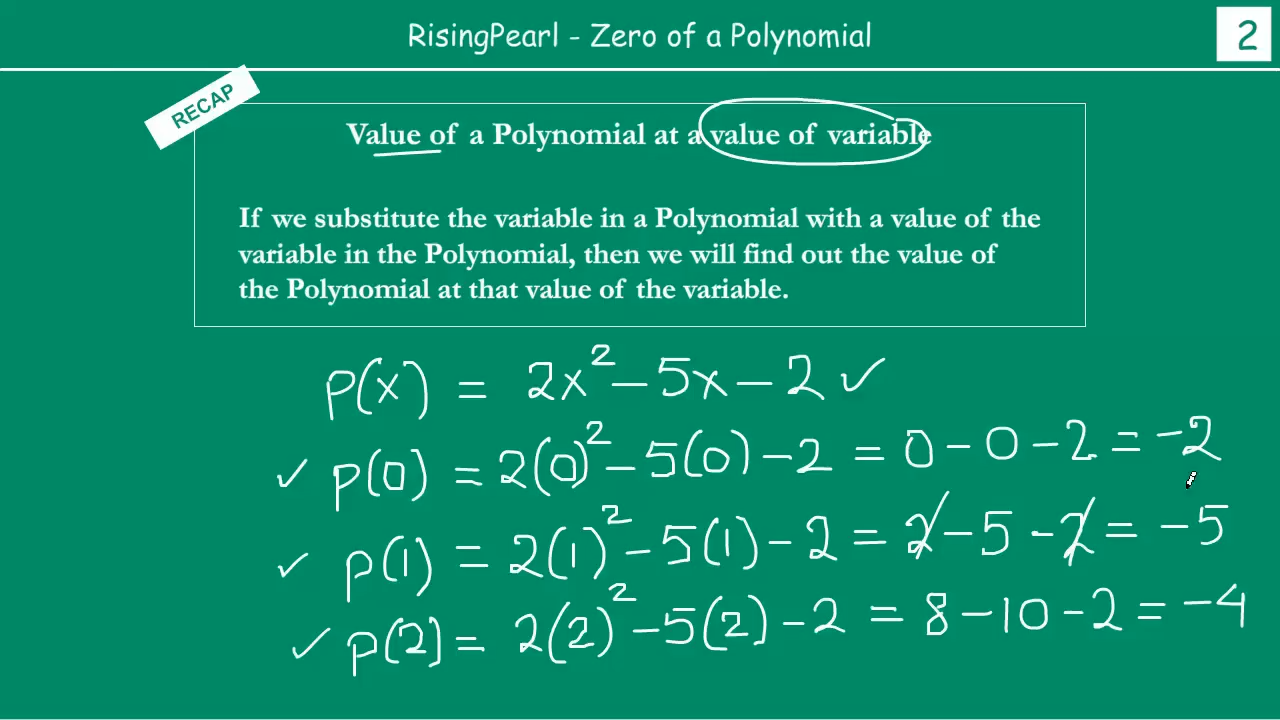 RisingPearl - Zero of a Polynomial
2
RECAP
Value of a Polynomial at a value of variable
If we substitute the variable in a Polynomial with a value of the
variable in the Polynomial, then we will find out the value of
the Polynomial at that value of the variable.
p(x) = 2x² - 5x - 2 ✓
✓ p(0) = 2(0)² - 5(0) - 2 = 0 - 0 - 2 = -2
✓ p(1) = 2(1)² - 5(1) - 2 = 2 - 5 - 2 = -5
✓ p(2) = 2(2)² - 5(2) - 2 = 8 - 10 - 2 = -4